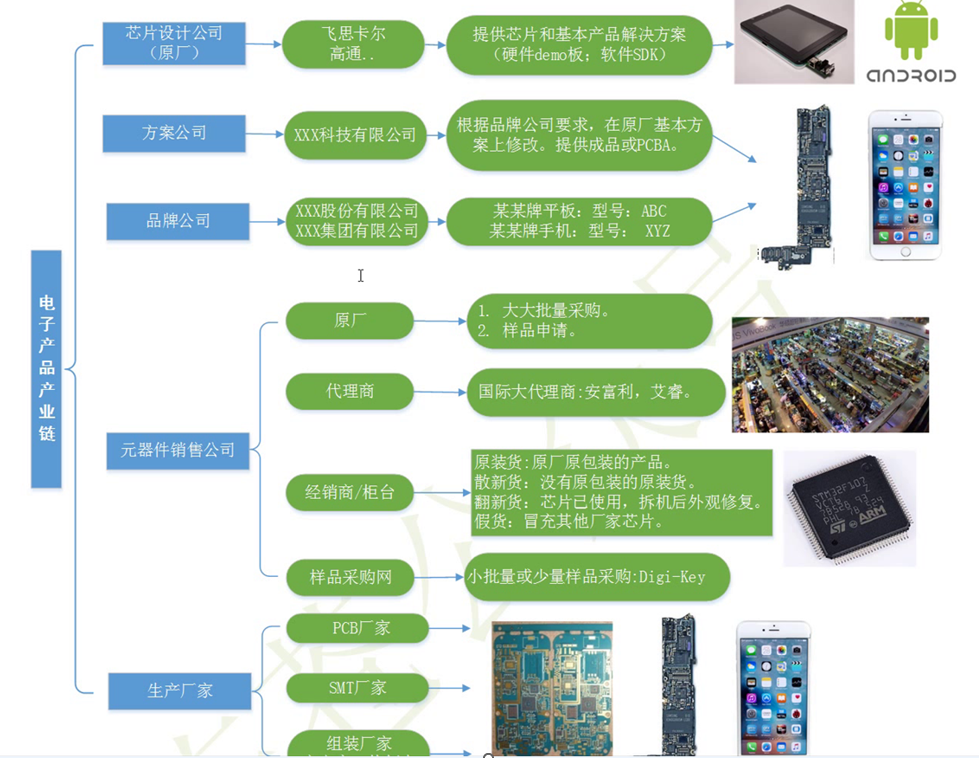 芯片设计公司
（原厂）
飞思卡尔
高通..
提供芯片和基本产品解决方案
（硬件demo板；软件SDK）
ANDROID
方案公司
XXX科技有限公司
根据品牌公司要求，在原厂基本方
案上修改。提供成品或PCBA。
品牌公司
XXX股份有限公司
XXX集团有限公司
某某牌平板：型号：ABC
某某牌手机：型号： XYZ
电子产品产业链
原厂
1. 大大批量采购。
2. 样品申请。
代理商
国际大代理商:安富利，艾睿。
元器件销售公司
经销商/柜台
原装货:原厂原包装的产品。
散新货：没有原包装的原装货。
翻新货：芯片已使用，拆机后外观修复。
假货：冒充其他厂家芯片。
STM32F107
ARM
样品采购网
小批量或少量样品采购:Digi-Key
PCB厂家
生产厂家
SMT厂家
组装厂家